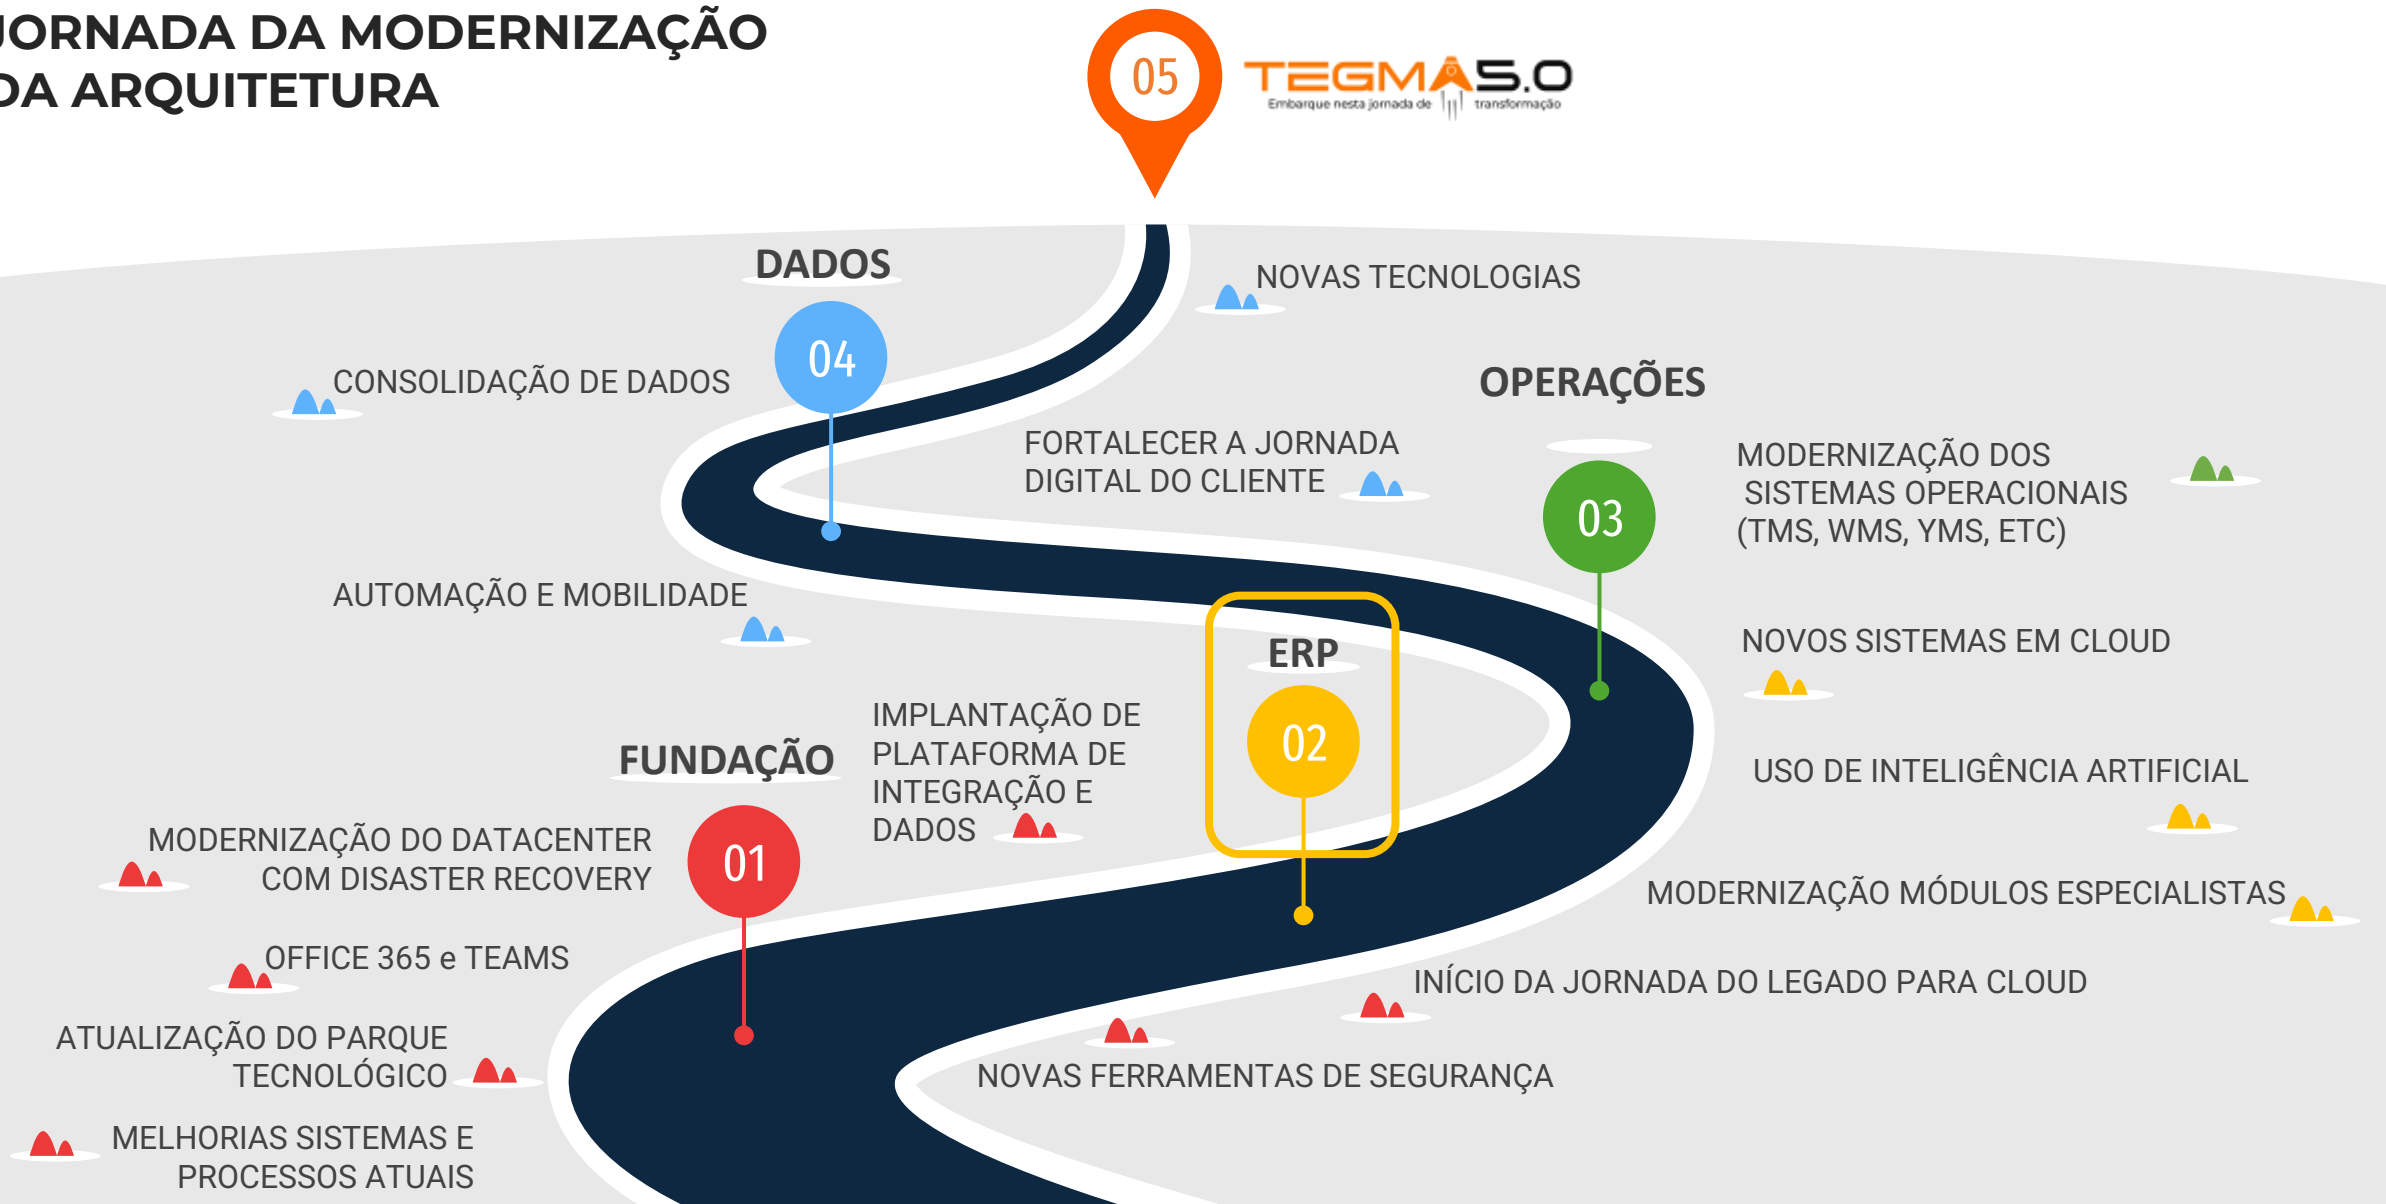 JORNADA DA MODERNIZAÇÃO
DA ARQUITETURA
05
TEGMA5.0
Embarque nesta jornada de transformação
DADOS
04
NOVAS TECNOLOGIAS
CONSOLIDAÇÃO DE DADOS
OPERAÇÕES
03
FORTALECER A JORNADA
DIGITAL DO CLIENTE
MODERNIZAÇÃO DOS
SISTEMAS OPERACIONAIS
(TMS, WMS, YMS, ETC)
AUTOMAÇÃO E MOBILIDADE
ERP
02
NOVOS SISTEMAS EM CLOUD
IMPLANTAÇÃO DE
PLATAFORMA DE
INTEGRAÇÃO E
DADOS
FUNDAÇÃO
01
USO DE INTELIGÊNCIA ARTIFICIAL
MODERNIZAÇÃO DO DATACENTER
COM DISASTER RECOVERY
MODERNIZAÇÃO MÓDULOS ESPECIALISTAS
OFFICE 365 e TEAMS
INÍCIO DA JORNADA DO LEGADO PARA CLOUD
ATUALIZAÇÃO DO PARQUE
TECNOLÓGICO
NOVAS FERRAMENTAS DE SEGURANÇA
MELHORIAS SISTEMAS E
PROCESSOS ATUAIS